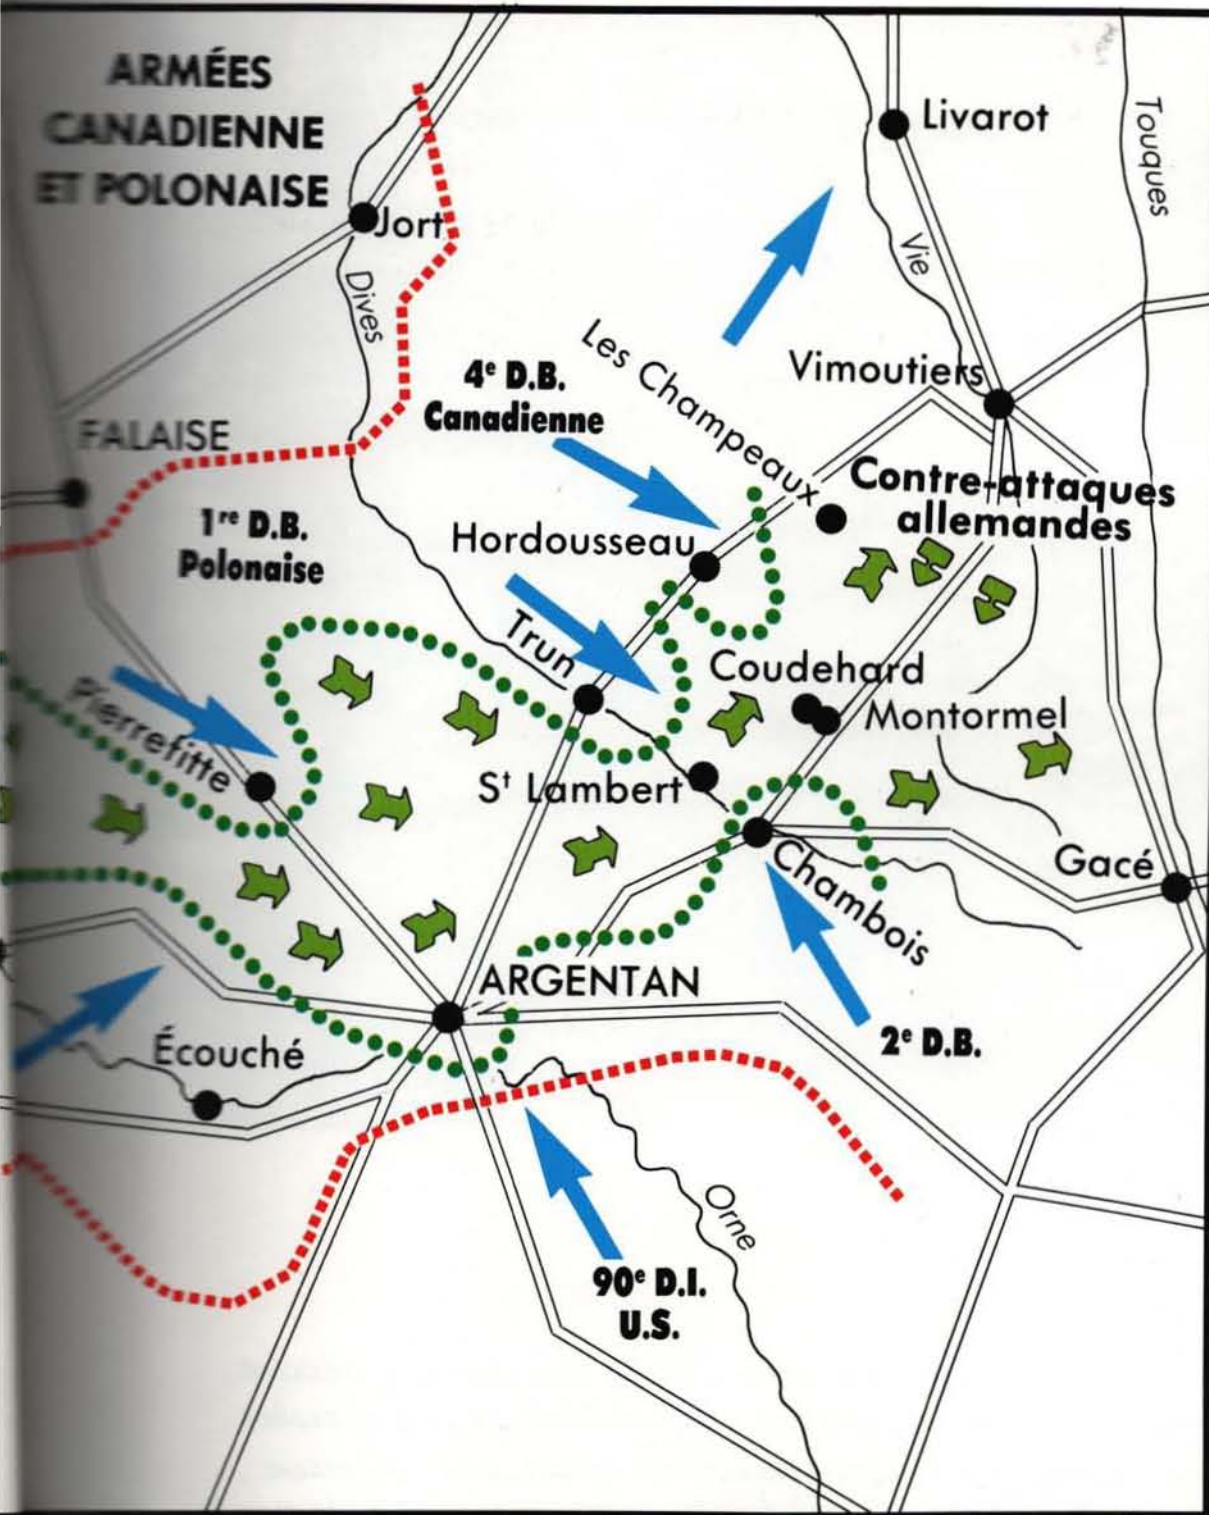 ARMÉES
CANADIENNE
ET POLONAISE
Livarot
Touques
Jort
Vie
Dives
Les Champeaux
Vimoutiers
4e D.B.
Canadienne
FALAISE
Contre-attaques
allemandes
1re D.B.
Polonaise
Hordousseau
Trun
Coudehard
Montormel
Pierrefitte
St Lambert
Chambois
Gacé
ARGENTAN
Écouché
2e D.B.
Orne
90e D.I.
U.S.